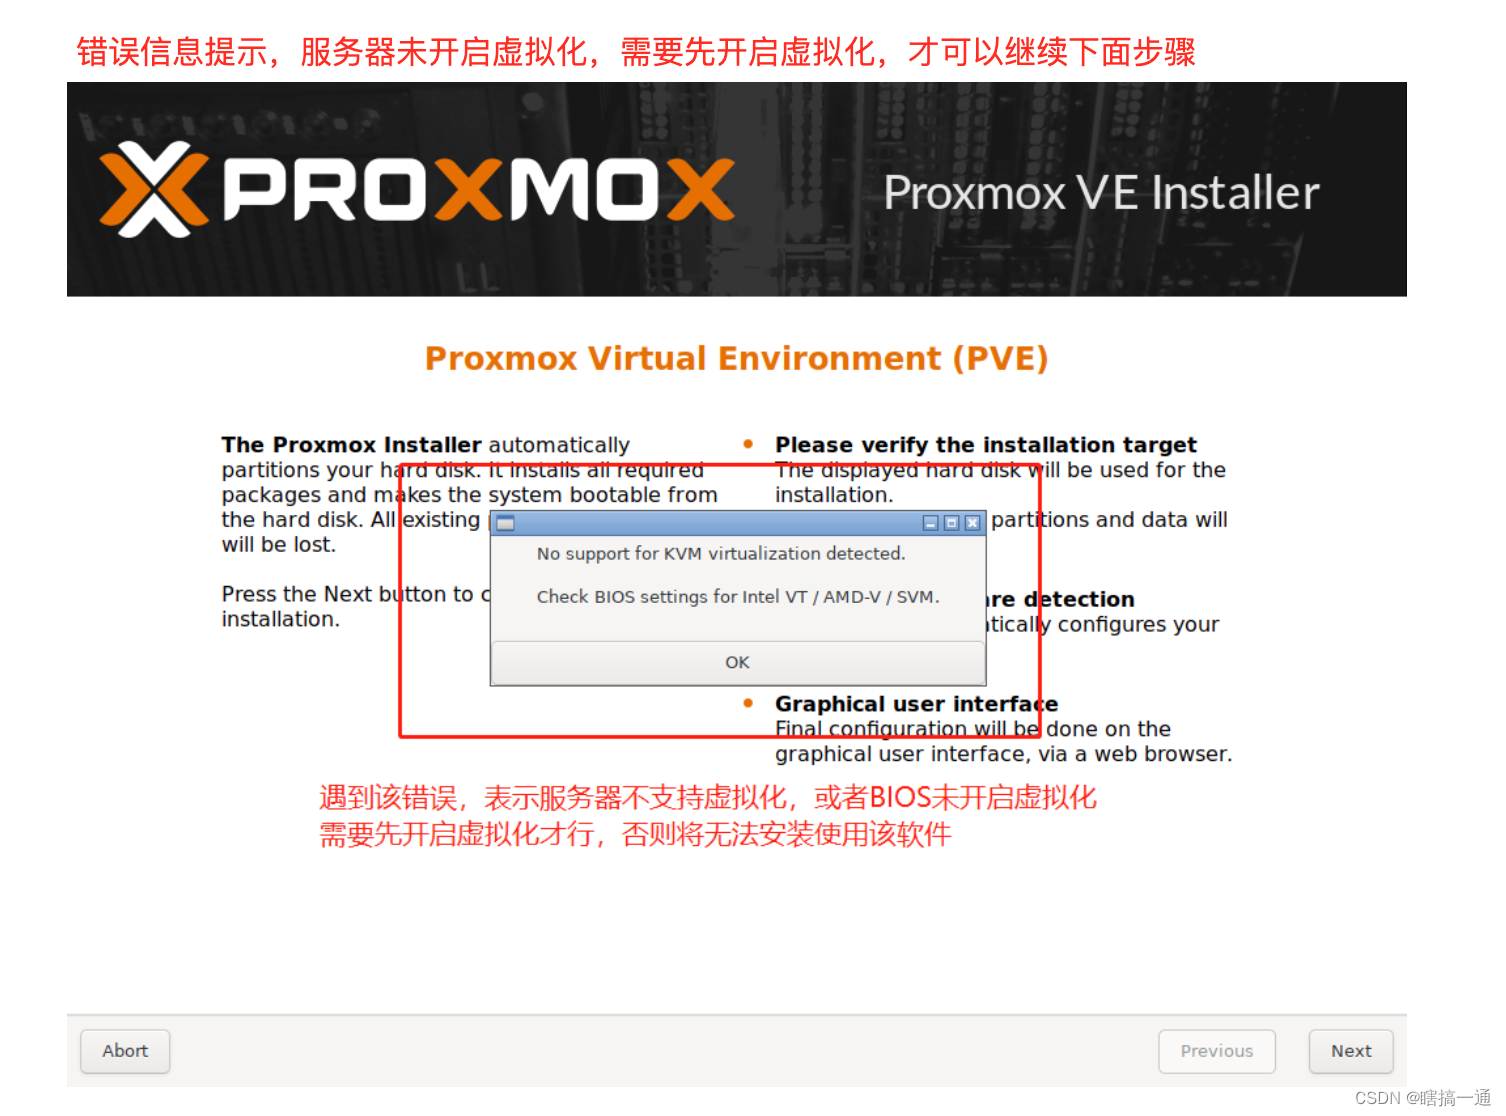 错误信息提示，服务器未开启虚拟化，需要先开启虚拟化，才可以继续下面步骤
PROXMOX
Proxmox VE Installer
Proxmox Virtual Environment (PVE)
The Proxmox Installer automatically
partitions your hard disk. It installs all required
packages and makes the system bootable from
the hard disk. All existing
will be lost.
Press the Next button to
installation.
Please verify the installation target
The displayed hard disk will be used for the
installation.
partitions and data will
detection
configures your
Graphical user interface
Final configuration will be done on the
graphical user interface, via a web browser.
No support for KVM virtualization detected.
Check BIOS settings for Intel VT / AMD-V / SVM.
OK
遇到该错误，表示服务器不支持虚拟化，或者BIOS未开启虚拟化
需要先开启虚拟化才行，否则将无法安装使用该软件
Abort
Previous
Next
CSDN @瞎搞一通